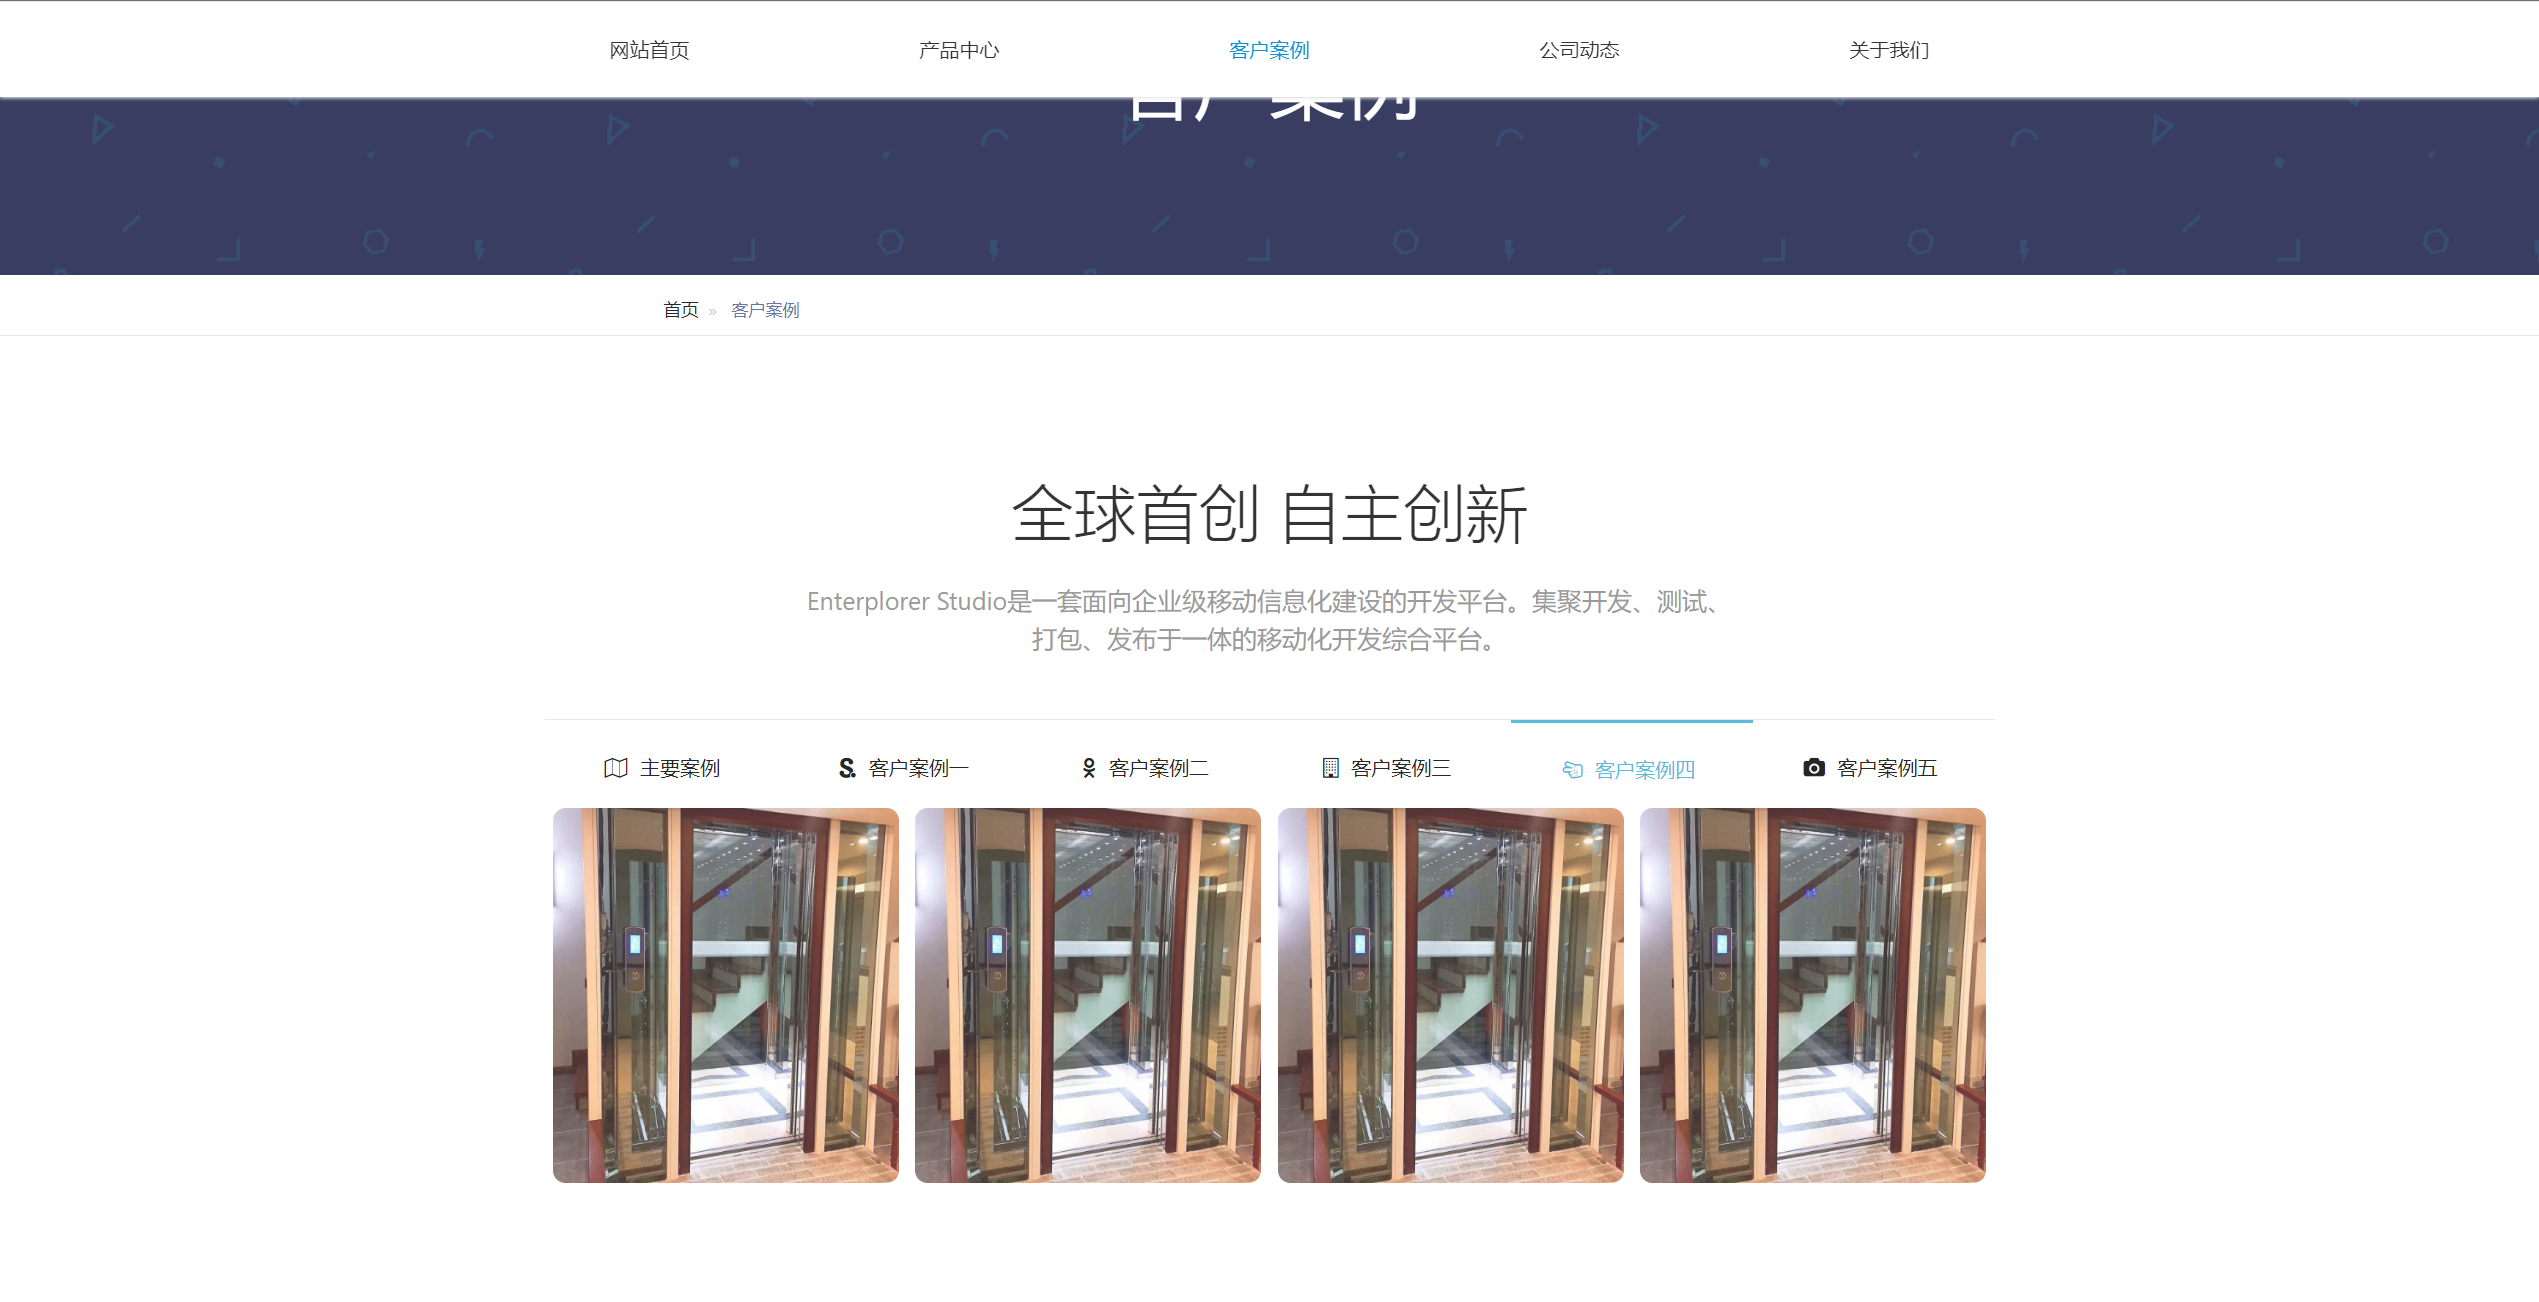 网站首页
产品中心
客户案例
公司动态
关于我们
客户案例
首页 » 客户案例
全球首创 自主创新
Enterplorer Studio是一套面向企业级移动信息化建设的开发平台。集聚开发、测试、
打包、发布于一体的移动化开发综合平台。
主要案例
客户案例一
客户案例二
客户案例三
客户案例四
客户案例五